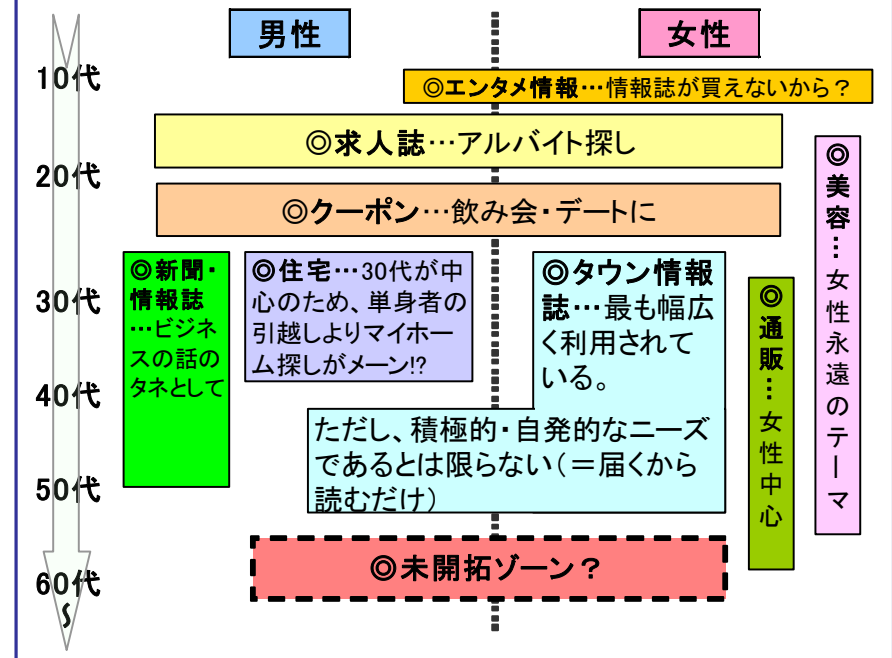 男性
女性
10代
◎エンタメ情報…情報誌が買えないから？
◎求人誌…アルバイト探し
20代
◎クーポン…飲み会・デートに
◎新聞・
情報誌
…ビジネ
スの話の
タネとして
◎住宅…30代が中
心のため、単身者の
引越しよりマイホー
ム探しがメーン!?
◎タウン情報
誌…最も幅広
く利用されて
いる。
ただし、積極的・自発的なニーズ
であるとは限らない（＝届くから
読むだけ）
◎通販…女性中心
◎美容…女性永遠のテーマ
30代
40代
50代
◎未開拓ゾーン？
60代
〜